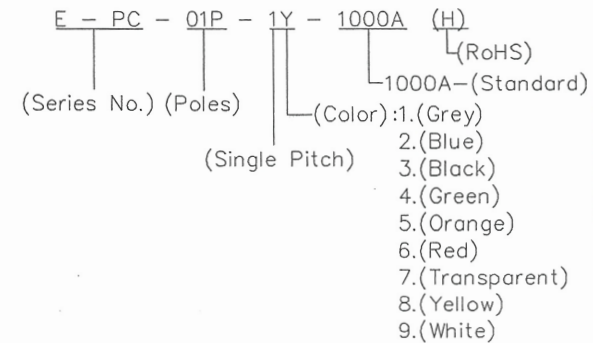 E - PC - 01P - 1Y - 1000A (H)
(RoHS)
1000A-(Standard)
(Series No.) (Poles)
(Color):1.(Grey)
2.(Blue)
(Single Pitch)
3.(Black)
4.(Green)
5.(Orange)
6.(Red)
7.(Transparent)
8.(Yellow)
9.(White)